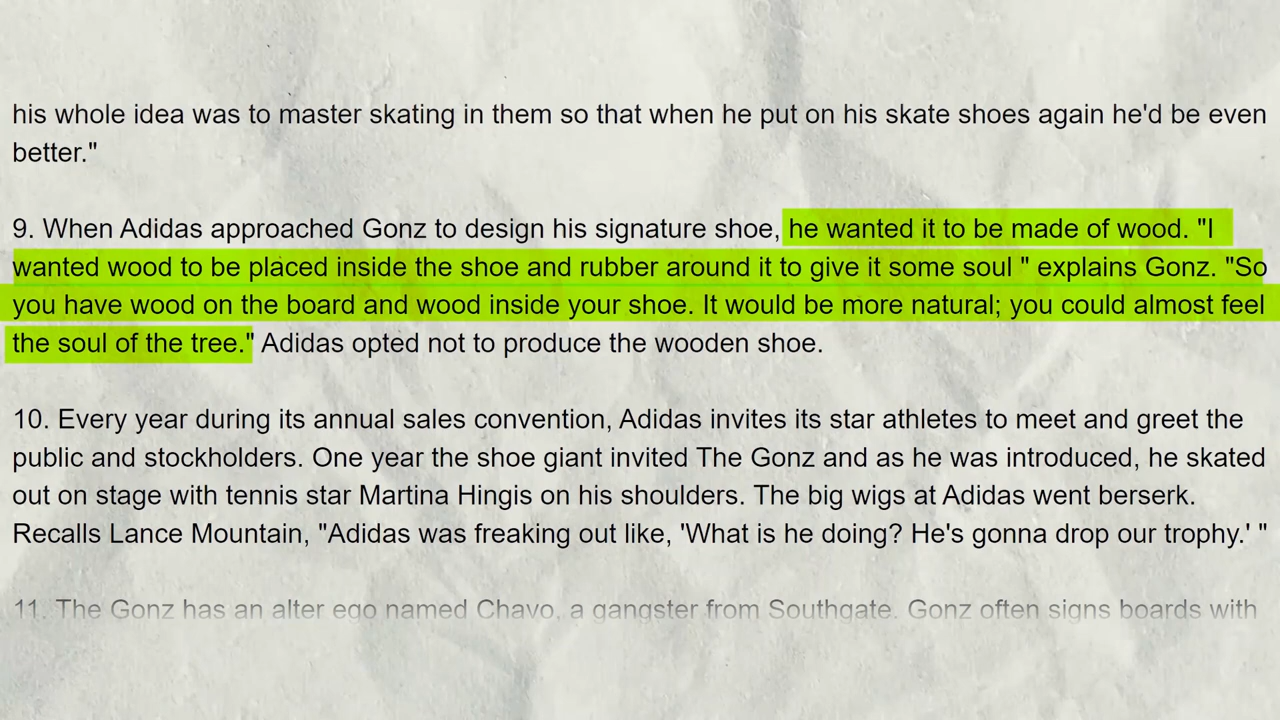 his whole idea was to master skating in them so that when he put on his skate shoes again he'd be even
better."
9. When Adidas approached Gonz to design his signature shoe, he wanted it to be made of wood. "I
wanted wood to be placed inside the shoe and rubber around it to give it some soul " explains Gonz. "So
you have wood on the board and wood inside your shoe. It would be more natural; you could almost feel
the soul of the tree." Adidas opted not to produce the wooden shoe.
10. Every year during its annual sales convention, Adidas invites its star athletes to meet and greet the
public and stockholders. One year the shoe giant invited The Gonz and as he was introduced, he skated
out on stage with tennis star Martina Hingis on his shoulders. The big wigs at Adidas went berserk.
Recalls Lance Mountain, "Adidas was freaking out like, 'What is he doing? He's gonna drop our trophy.' "
11. The Gonz has an alter ego named Chavo, a gangster from Southgate. Gonz often signs boards with